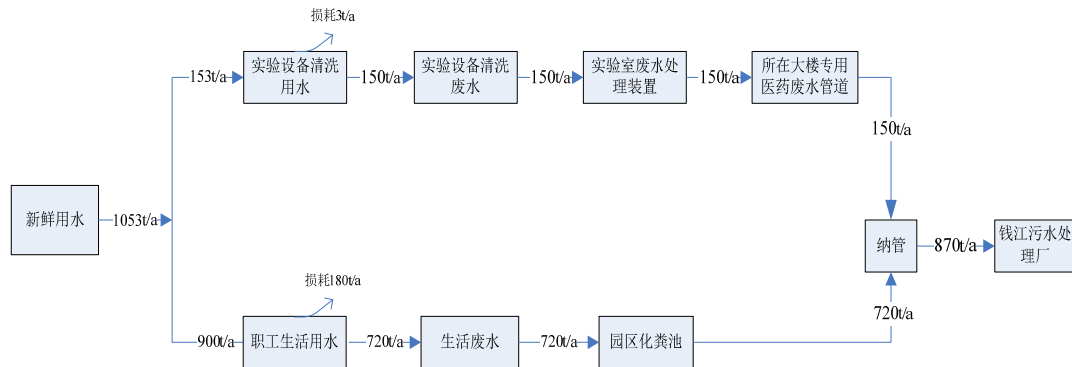 损耗3t/a
153t/a
实验设备清洗
用水
150t/a
实验设备清洗
废水
150t/a
实验室废水处
理装置
150t/a
所在大楼专用
医药废水管道
150t/a
新鲜用水
1053t/a
纳管
870t/a
钱江污水处
理厂
损耗180t/a
900t/a
职工生活用水
720t/a
生活废水
720t/a
园区化粪池
720t/a